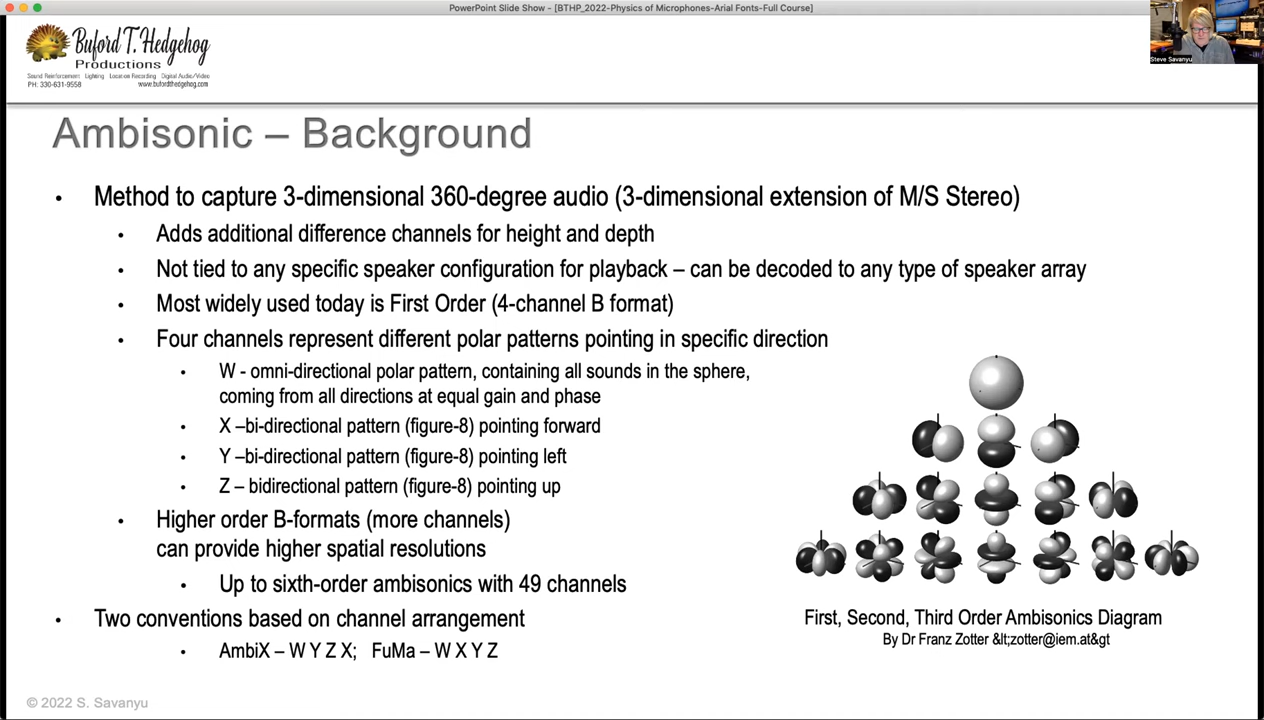 PowerPoint Slide Show - [BTHP_2022-Physics of Microphones-Arial Fonts-Full Course]
Buford T. Hedgehog
Productions
Sound Reinforcement Lighting Location Recording Digital Audio/Video
PH: 330-631-9558 www.bufordthedgehog.com
Steve Savanyu
Ambisonic – Background
• Method to capture 3-dimensional 360-degree audio (3-dimensional extension of M/S Stereo)
• Adds additional difference channels for height and depth
• Not tied to any specific speaker configuration for playback – can be decoded to any type of speaker array
• Most widely used today is First Order (4-channel B format)
• Four channels represent different polar patterns pointing in specific direction
• W - omni-directional polar pattern, containing all sounds in the sphere,
coming from all directions at equal gain and phase
• X –bi-directional pattern (figure-8) pointing forward
• Y –bi-directional pattern (figure-8) pointing left
• Z – bidirectional pattern (figure-8) pointing up
• Higher order B-formats (more channels)
can provide higher spatial resolutions
• Up to sixth-order ambisonics with 49 channels
• Two conventions based on channel arrangement
• AmbiX – W Y Z X; FuMa – W X Y Z
First, Second, Third Order Ambisonics Diagram
By Dr Franz Zotter &lt;zotter@iem.at&gt
© 2022 S. Savanyu